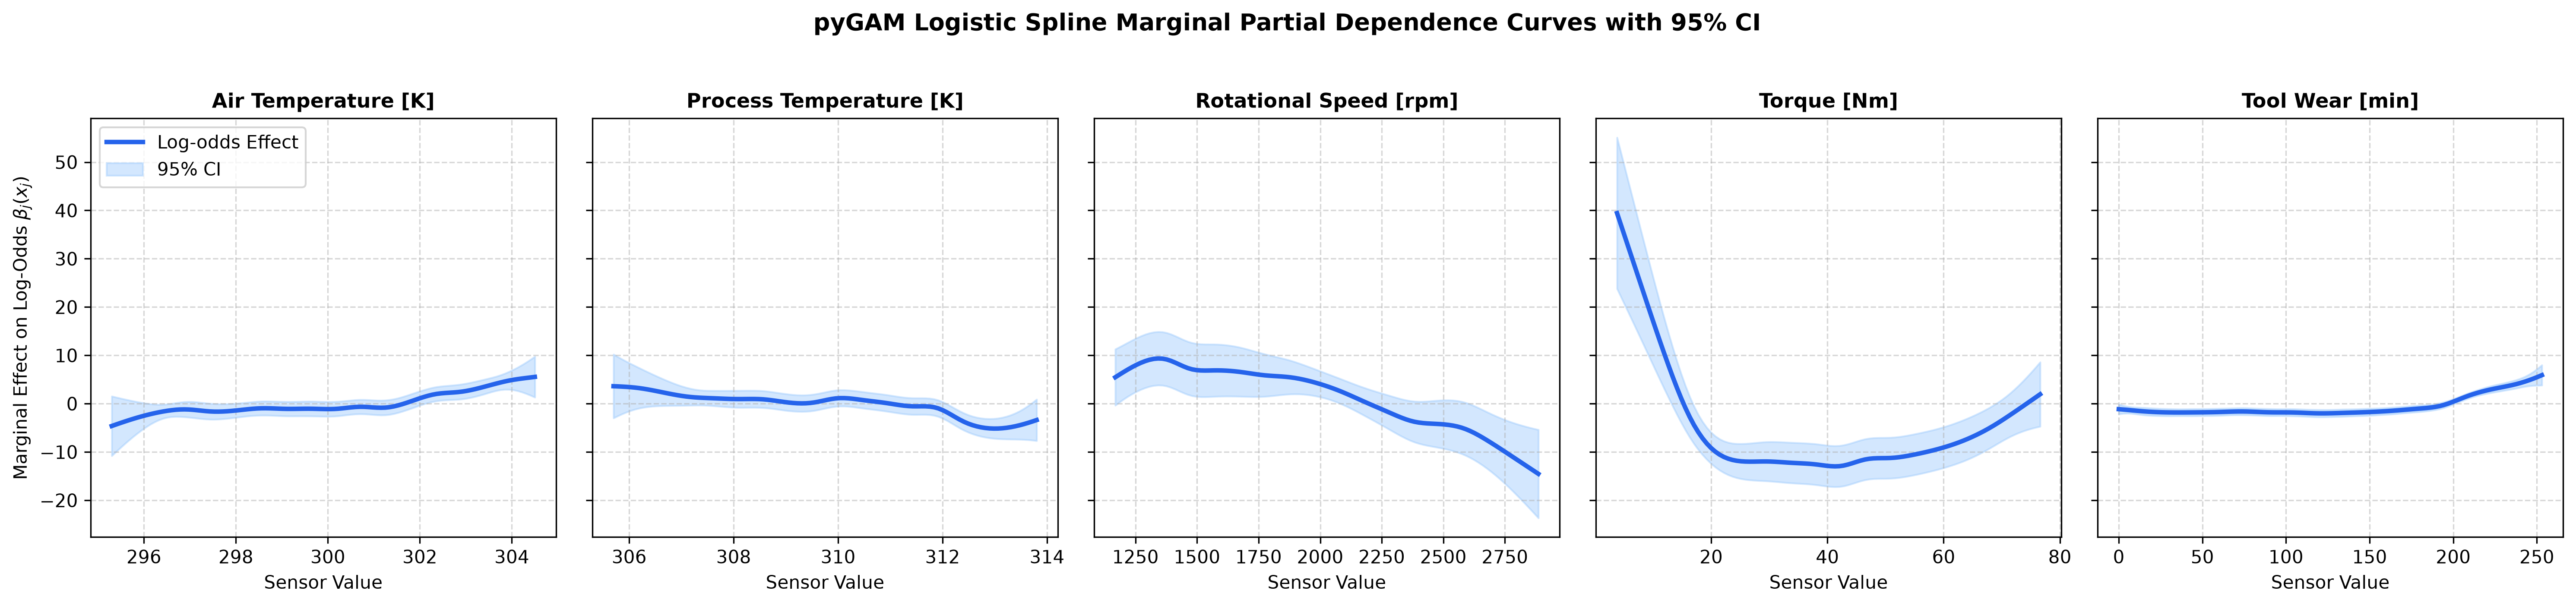 pyGAM Logistic Spline Marginal Partial Dependence Curves with 95% CI
Air Temperature [K]
Process Temperature [K]
Rotational Speed [rpm]
Torque [Nm]
Tool Wear [min]
Log-odds Effect
95% CI
Marginal Effect on Log-Odds βj(xj)
50
40
30
20
10
0
−10
−20
296 298 300 302 304
306 308 310 312 314
1250 1500 1750 2000 2250 2500 2750
20 40 60 80
0 50 100 150 200 250
Sensor Value
Sensor Value
Sensor Value
Sensor Value
Sensor Value